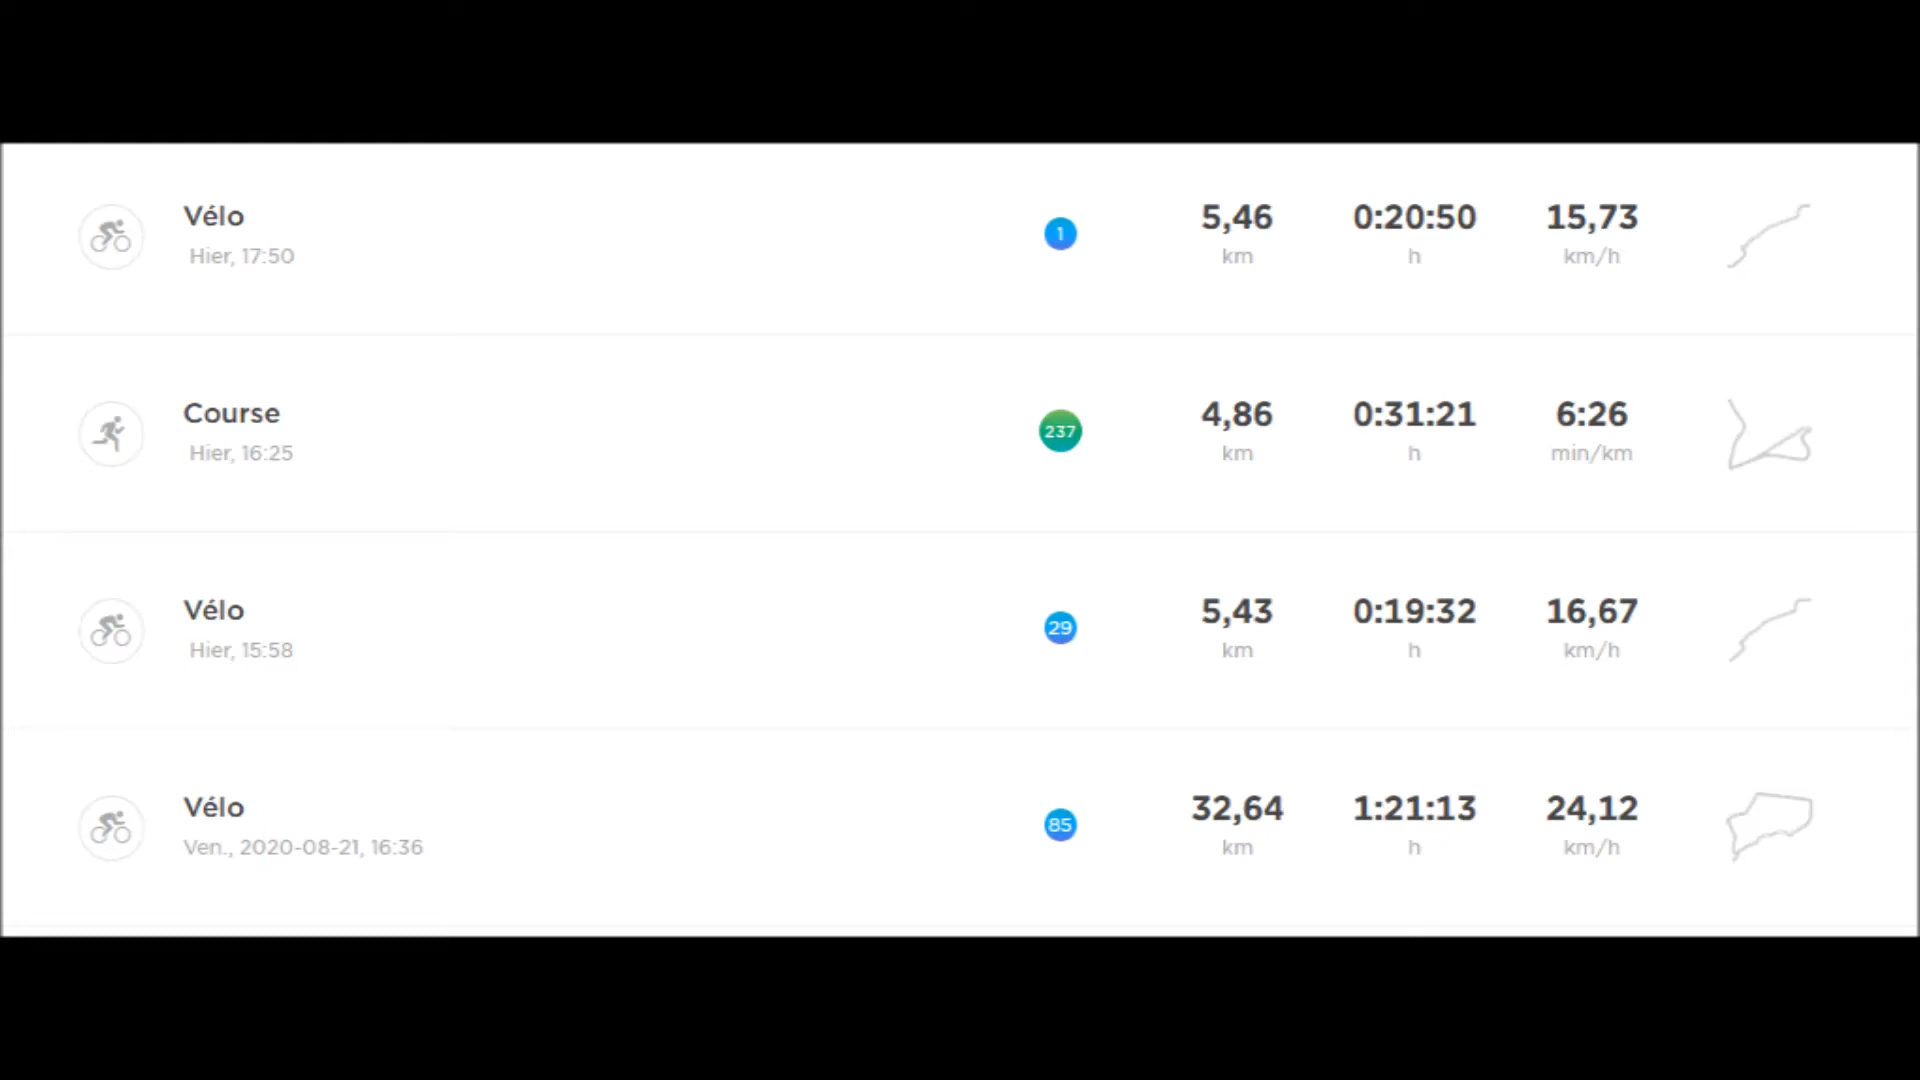 Vélo
Hier, 17:50
1
5,46
km
0:20:50
h
15,73
km/h
Course
Hier, 16:25
237
4,86
km
0:31:21
h
6:26
min/km
Vélo
Hier, 15:58
29
5,43
km
0:19:32
h
16,67
km/h
Vélo
Ven., 2020-08-21, 16:36
85
32,64
km
1:21:13
h
24,12
km/h